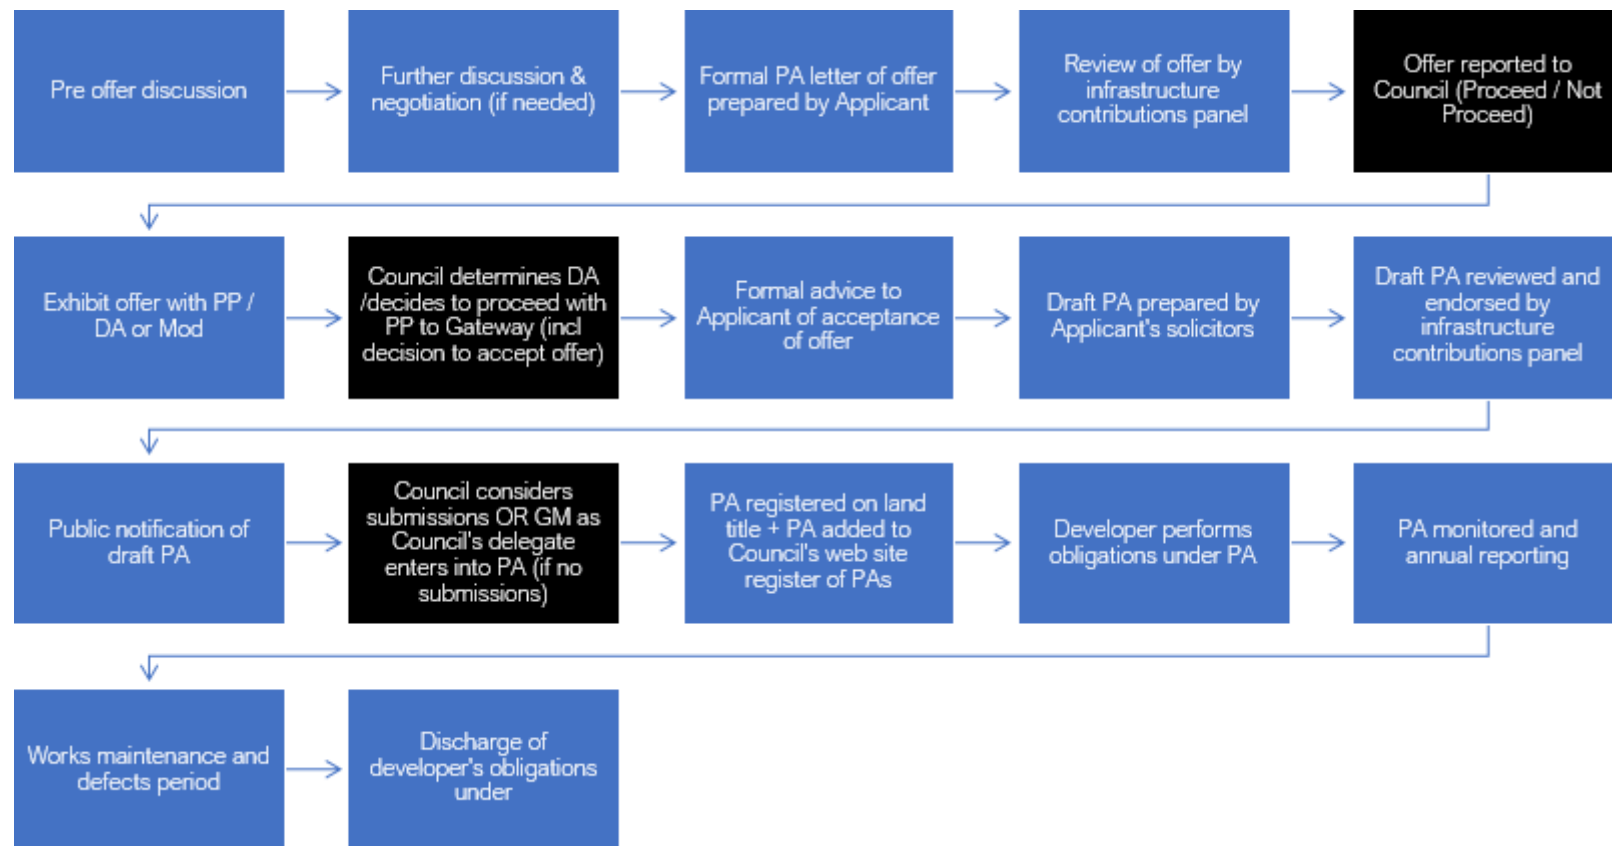 Pre offer discussion
Further discussion &
negotiation (if needed)
Formal PA letter of offer
prepared by Applicant
Review of offer by
infrastructure
contributions panel
Offer reported to
Council (Proceed / Not
Proceed)
Exhibit offer with PP /
DA or Mod
Council determines DA
/decides to proceed with
PP to Gateway (incl
decision to accept offer)
Formal advice to
Applicant of acceptance
of offer
Draft PA prepared by
Applicant's solicitors
Draft PA reviewed and
endorsed by
infrastructure
contributions panel
Public notification of
draft PA
Council considers
submissions OR GM as
Council's delegate
enters into PA (if no
submissions)
PA registered on land
title + PA added to
Council's web site
register of PAs
Developer performs
obligations under PA
PA monitored and
annual reporting
Works maintenance and
defects period
Discharge of
developer's obligations
under